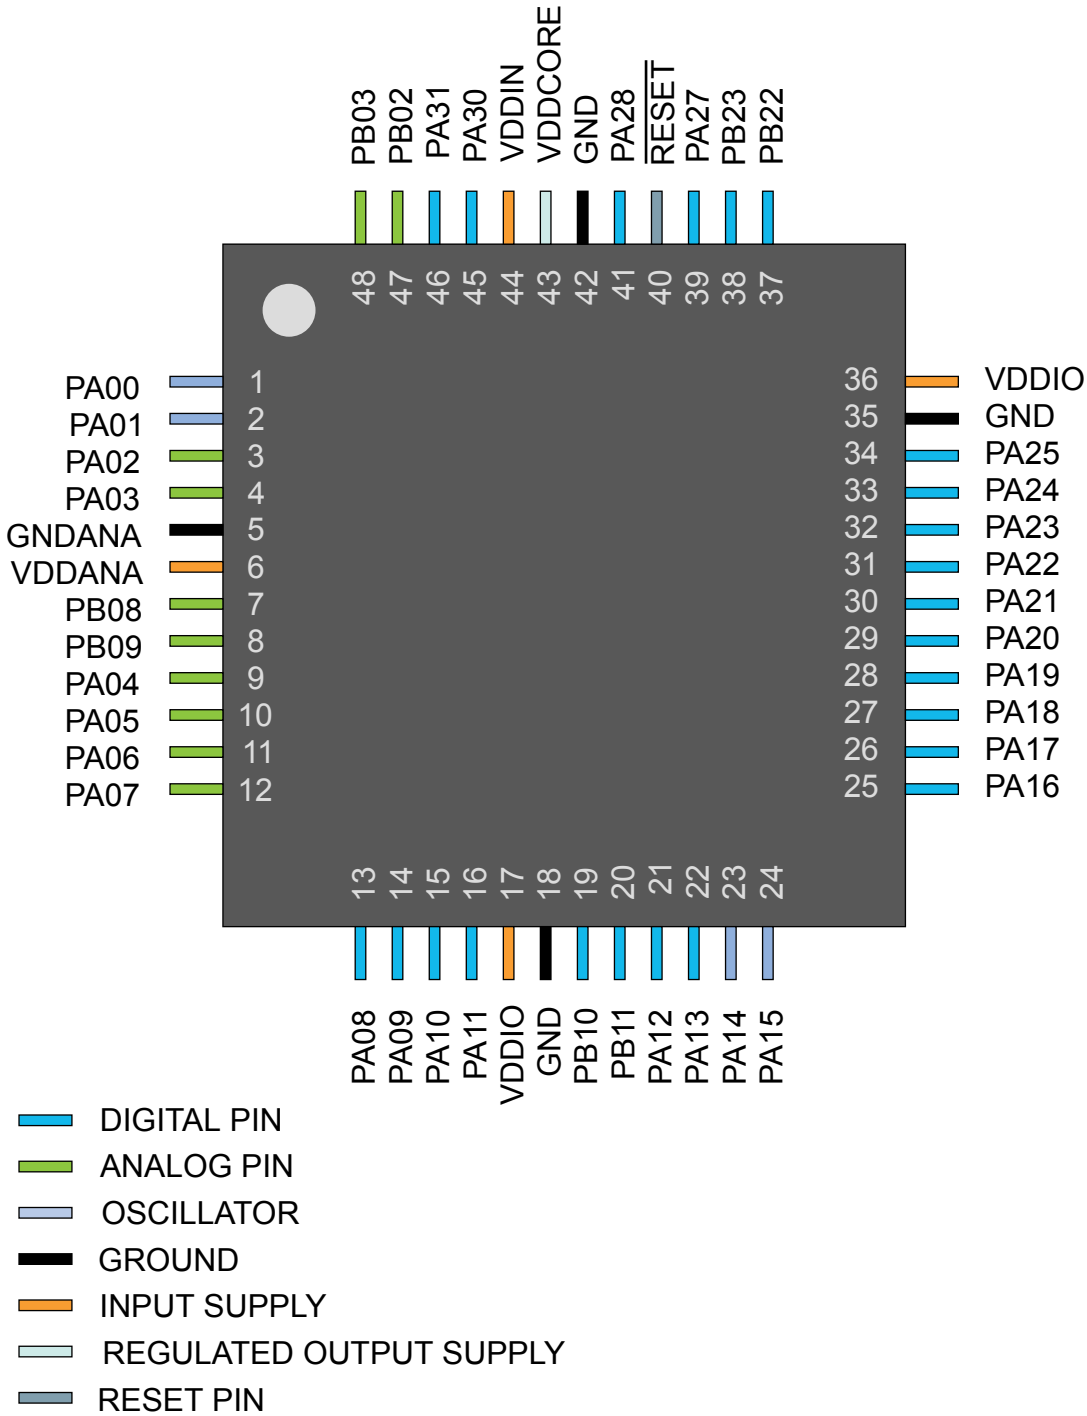 PB03
PB02
PA31
PA30
VDDIN
VDDCORE
GND
PA28
RESET
PA27
PB23
PB22
48
47
46
45
44
43
42
41
40
39
38
37
PA00 1
PA01 2
PA02 3
PA03 4
GNDANA 5
VDDANA 6
PB08 7
PB09 8
PA04 9
PA05 10
PA06 11
PA07 12
36 VDDIO
35 GND
34 PA25
33 PA24
32 PA23
31 PA22
30 PA21
29 PA20
28 PA19
27 PA18
26 PA17
25 PA16
13
14
15
16
17
18
19
20
21
22
23
24
PA08
PA09
PA10
PA11
VDDIO
GND
PB10
PB11
PA12
PA13
PA14
PA15
DIGITAL PIN
ANALOG PIN
OSCILLATOR
GROUND
INPUT SUPPLY
REGULATED OUTPUT SUPPLY
RESET PIN